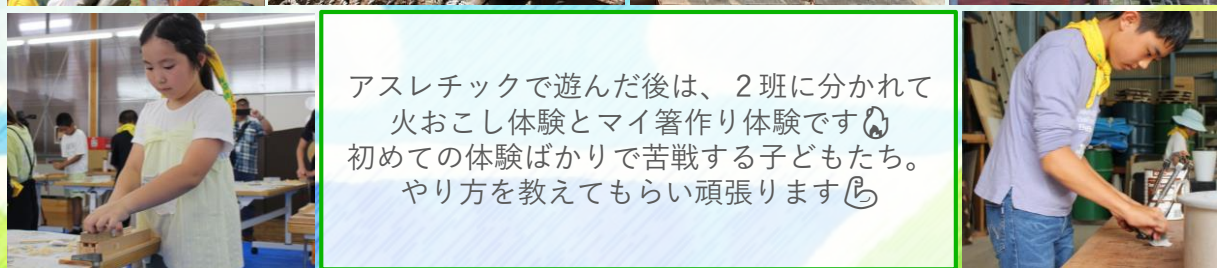 アスレチックで遊んだ後は、２班に分かれて
火おこし体験とマイ箸作り体験です🔥
初めての体験ばかりで苦戦する子どもたち。
やり方を教えてもらい頑張ります💪